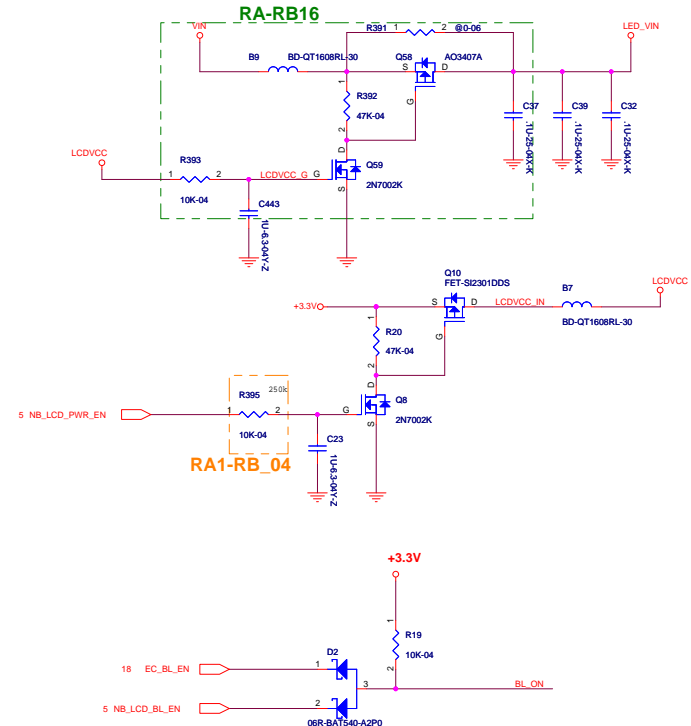 RA-RB16
VIN
R391
@0-06
LED_VIN
B9
BD-QT1608RL-30
Q58
AO3407A
S
D
G
1
R392
47K-04
2
C37
.1U-25-04X-K
C39
.1U-25-04X-K
C32
.1U-25-04X-K
LCDVCC
R393
1
2
10K-04
LCDVCC_G
G
D
S
Q59
2N7002K
C443
1U-6.3-04Y-Z
Q10
FET-SI2301DDS
+3.3V
S
D
G
LCDVCC_IN
B7
BD-QT1608RL-30
LCDVCC
1
R20
47K-04
2
250k
R395
5 NB_LCD_PWR_EN
1
2
10K-04
G
D
S
Q8
2N7002K
C23
1U-6.3-04Y-Z
RA1-RB_04
+3.3V
1
R19
10K-04
2
D2
18 EC_BL_EN
1
3
BL_ON
5 NB_LCD_BL_EN
2
06R-BAT540-A2P0